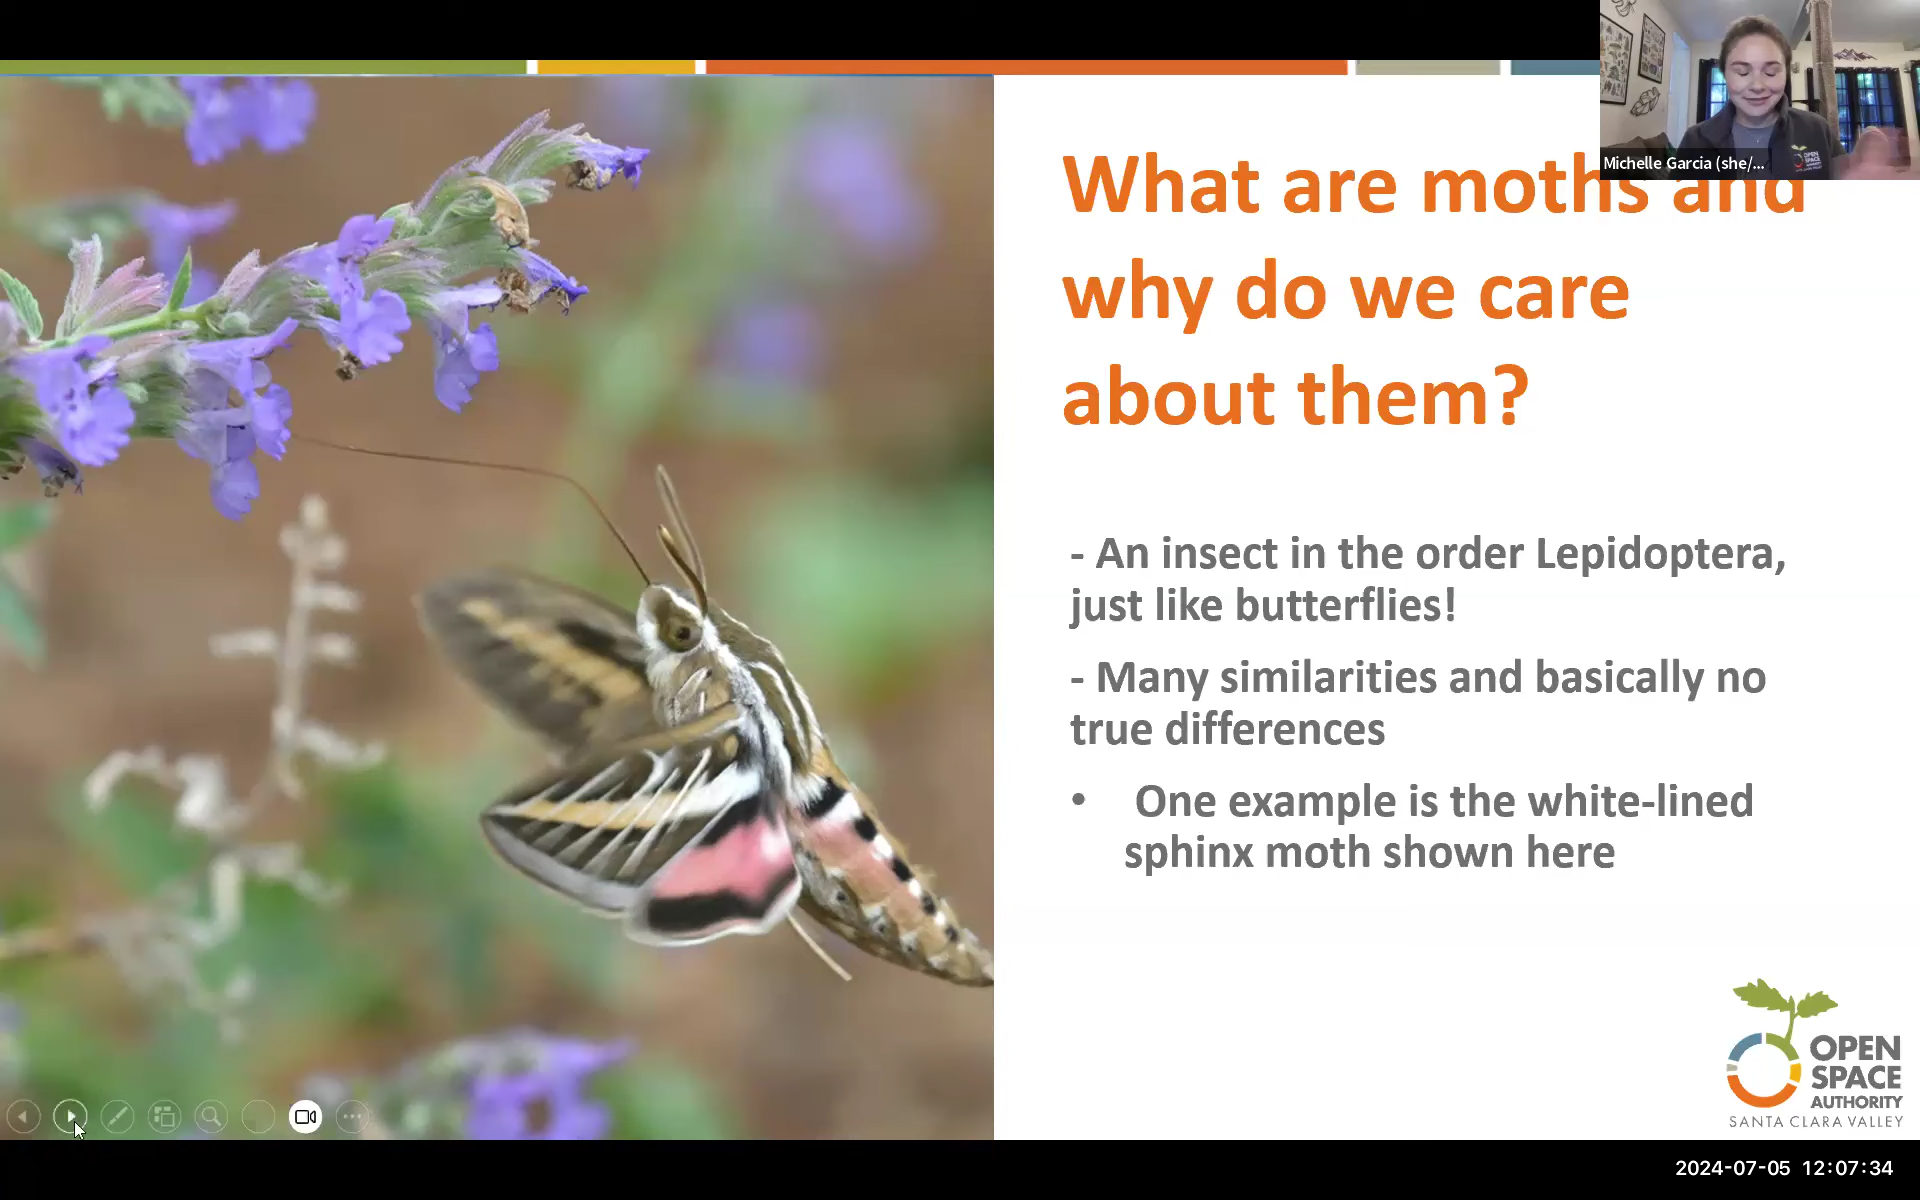 Michelle Garcia (she/...
What are moths and
why do we care
about them?
- An insect in the order Lepidoptera,
just like butterflies!
- Many similarities and basically no
true differences
• One example is the white-lined
sphinx moth shown here
OPEN
SPACE
AUTHORITY
SANTA CLARA VALLEY
2024-07-05 12:07:34